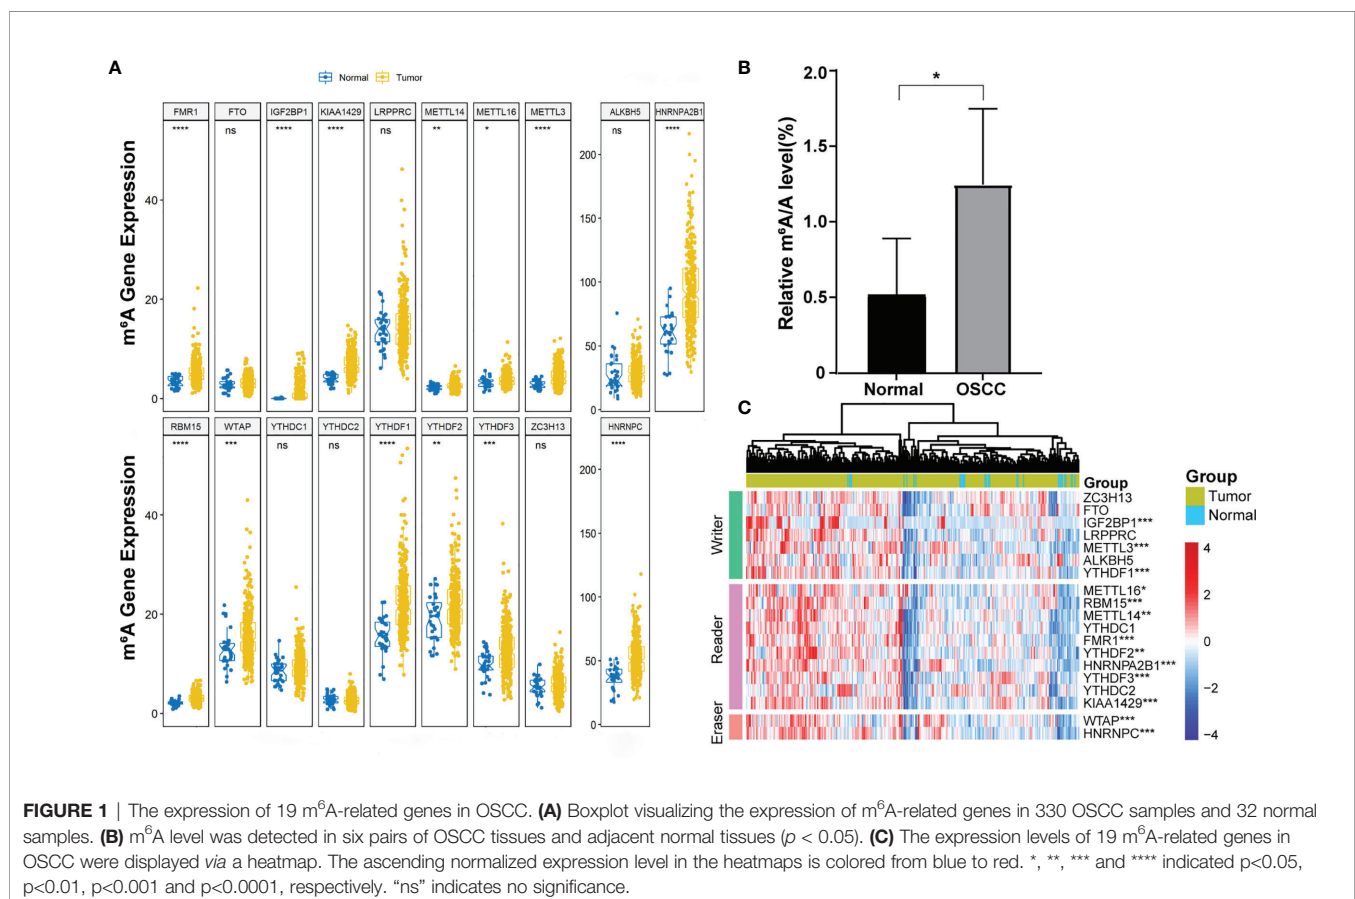 A
Normal Tumor
FMR1 FTO IGF2BP1 KIAA1429 LRPPRC METTL14 METTL16 METTL3 ALKBH5 HNRNPA2B1
**** ns **** **** ns ** * **** ns ****
m⁶A Gene Expression
40
20
0
200
150
100
50
0
RBM15 WTAP YTHDC1 YTHDC2 YTHDF1 YTHDF2 YTHDF3 ZC3H13 HNRNPC
**** *** ns ns **** ** *** ns ****
m⁶A Gene Expression
40
20
0
200
150
100
50
0
B
Relative m⁶A/A level(%)
2.0
1.5
1.0
0.5
0
*
Normal OSCC
C
Group
ZC3H13
FTO
IGF2BP1***
LRPPRC
METTL3***
ALKBH5
YTHDF1***
METTL16*
RBM15***
METTL14**
YTHDC1
FMR1***
YTHDF2**
HNRNPA2B1***
YTHDF3***
YTHDC2
KIAA1429***
WTAP***
HNRNPC***
Writer
Reader
Eraser
Group
Tumor
Normal
4
2
0
−2
−4
FIGURE 1 | The expression of 19 m⁶A-related genes in OSCC. (A) Boxplot visualizing the expression of m⁶A-related genes in 330 OSCC samples and 32 normal
samples. (B) m⁶A level was detected in six pairs of OSCC tissues and adjacent normal tissues (p < 0.05). (C) The expression levels of 19 m⁶A-related genes in
OSCC were displayed via a heatmap. The ascending normalized expression level in the heatmaps is colored from blue to red. *, **, *** and **** indicated p<0.05,
p<0.01, p<0.001 and p<0.0001, respectively. “ns” indicates no significance.